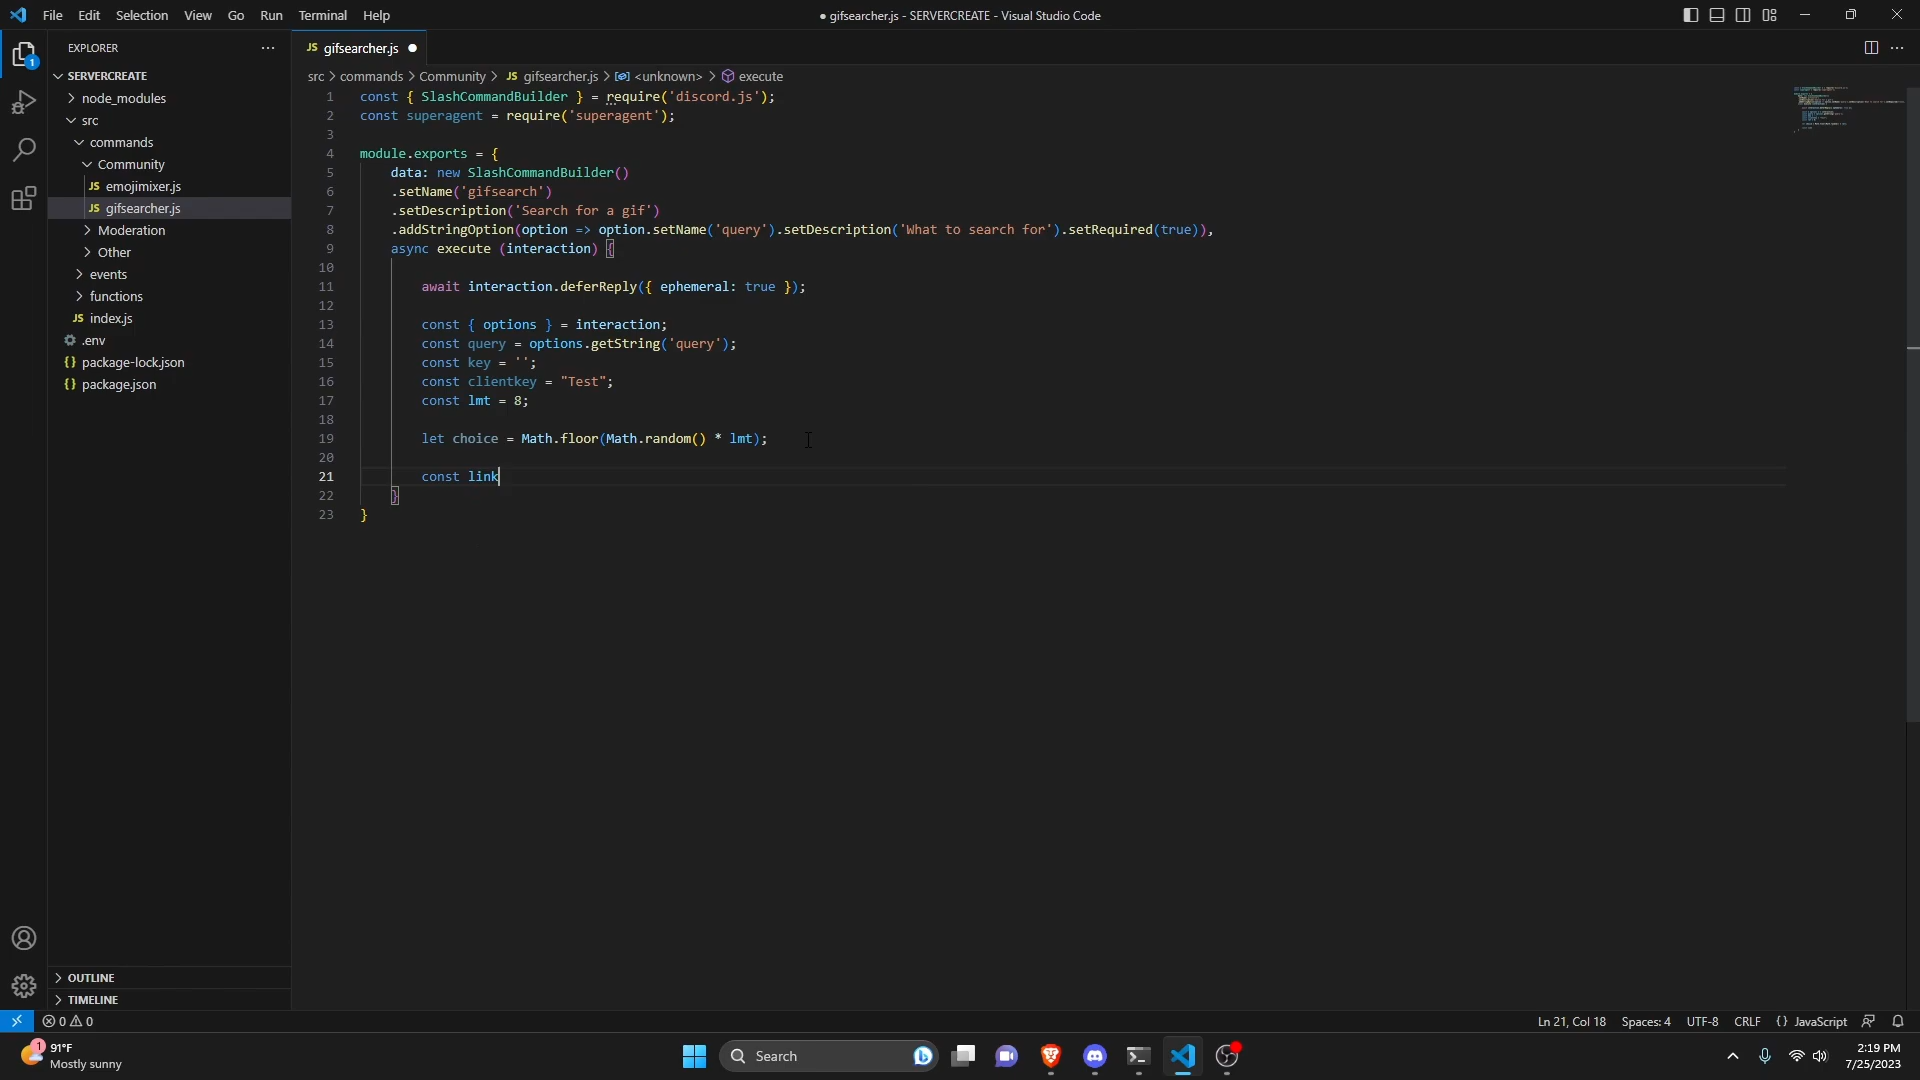 File Edit Selection View Go Run Terminal Help
● gifsearcher.js - SERVERCREATE - Visual Studio Code
EXPLORER
SERVERCREATE
node_modules
src
commands
Community
JS emojimixer.js
JS gifsearcher.js
Moderation
Other
events
functions
JS index.js
.env
{} package-lock.json
{} package.json
OUTLINE
TIMELINE
1
JS gifsearcher.js ●
src > commands > Community > JS gifsearcher.js > <unknown> > execute
1 const { SlashCommandBuilder } = require('discord.js');
2 const superagent = require('superagent');
3
4 module.exports = {
5 data: new SlashCommandBuilder()
6 .setName('gifsearch')
7 .setDescription('Search for a gif')
8 .addStringOption(option => option.setName('query').setDescription('What to search for').setRequired(true)),
9 async execute (interaction) {
10
11 await interaction.deferReply({ ephemeral: true });
12
13 const { options } = interaction;
14 const query = options.getString('query');
15 const key = '';
16 const clientkey = "Test";
17 const lmt = 8;
18
19 let choice = Math.floor(Math.random() * lmt);
20
21 const link
22 }
23 }
0 0
Ln 21, Col 18 Spaces: 4 UTF-8 CRLF {} JavaScript
1
91°F
Mostly sunny
Search
2:19 PM
7/25/2023